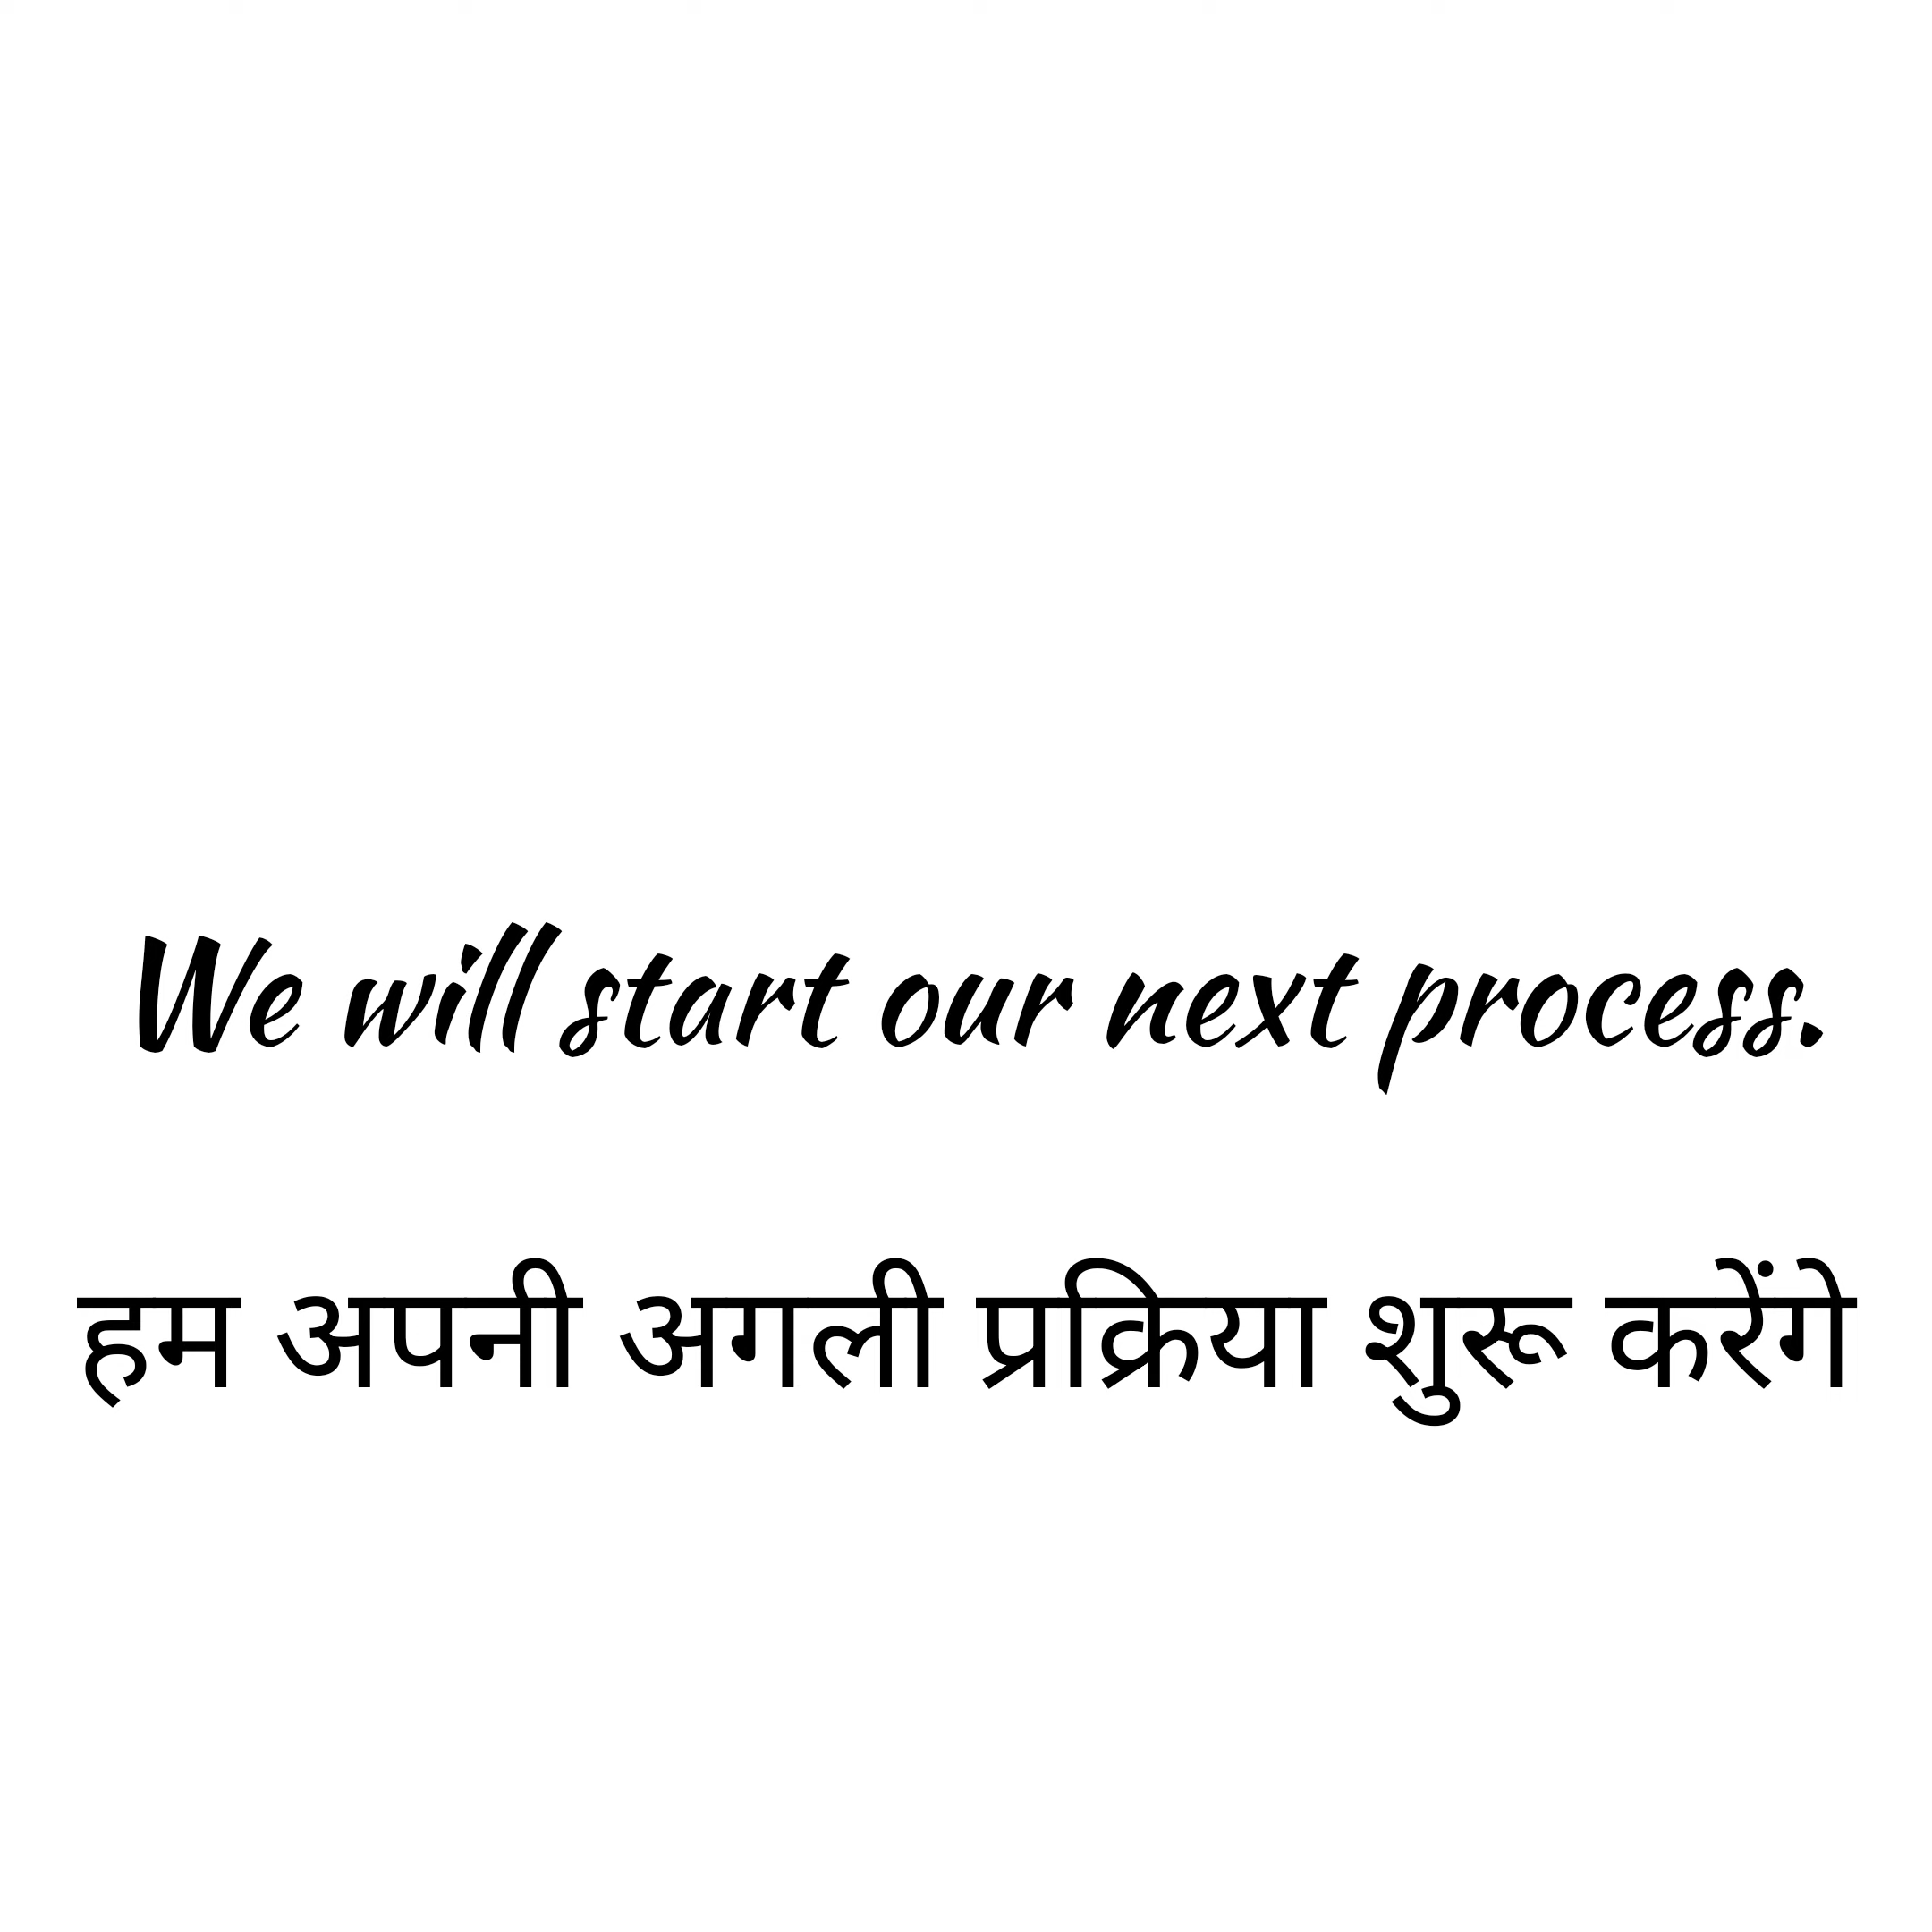 We will start our next process.
हम अपनी अगली प्रक्रिया शुरू करेंगे